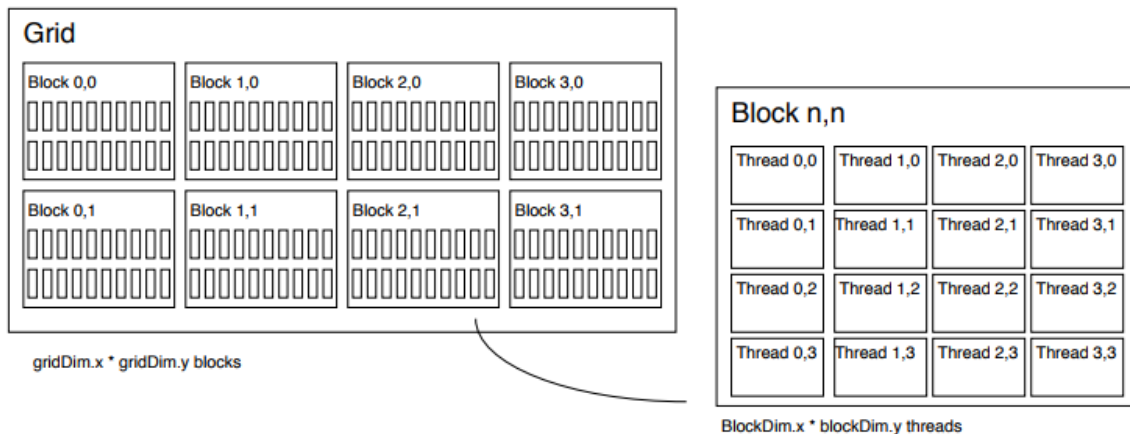 Grid
Block 0,0 Block 1,0 Block 2,0 Block 3,0
Block 0,1 Block 1,1 Block 2,1 Block 3,1
gridDim.x * gridDim.y blocks
Block n,n
Thread 0,0 Thread 1,0 Thread 2,0 Thread 3,0
Thread 0,1 Thread 1,1 Thread 2,1 Thread 3,1
Thread 0,2 Thread 1,2 Thread 2,2 Thread 3,2
Thread 0,3 Thread 1,3 Thread 2,3 Thread 3,3
BlockDim.x * blockDim.y threads